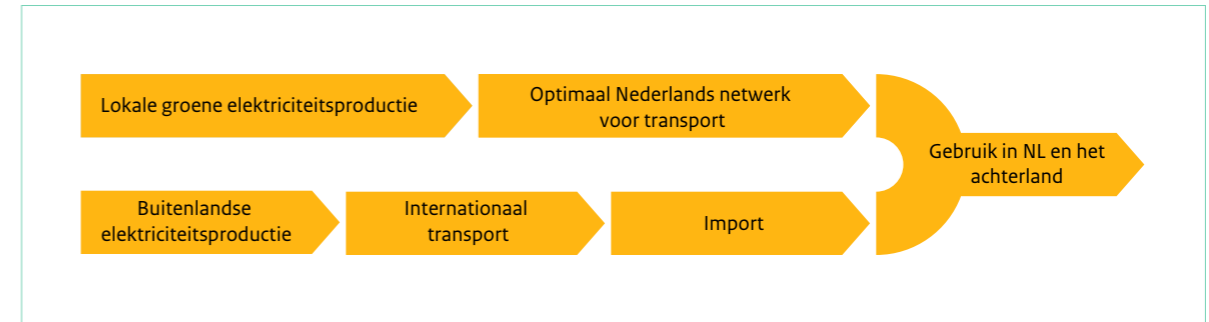 Lokale groene elektriciteitsproductie
Optimaal Nederlands netwerk
voor transport
Gebruik in NL en het
achterland
Buitenlandse
elektriciteitsproductie
Internationaal
transport
Import